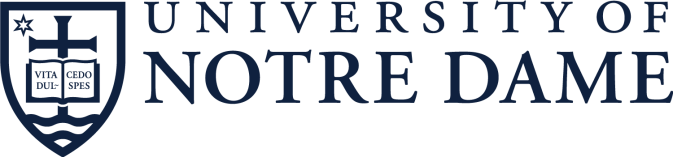 VITA CEDO
DUL- SPES
UNIVERSITY OF
NOTRE DAME